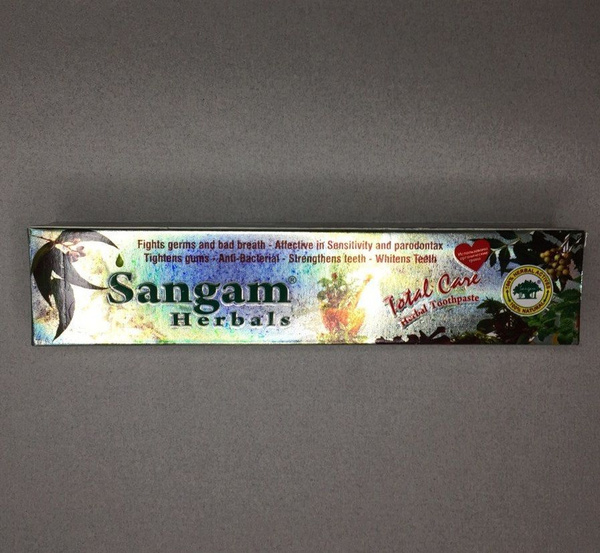 Fights germs and bad breath - Affective in Sensitivity and parodontax
Tightens gums - Anti-Bacterial - Strengthens teeth - Whitens Teeth
Sangam®
Herbals
Total Care
Herbal Toothpaste